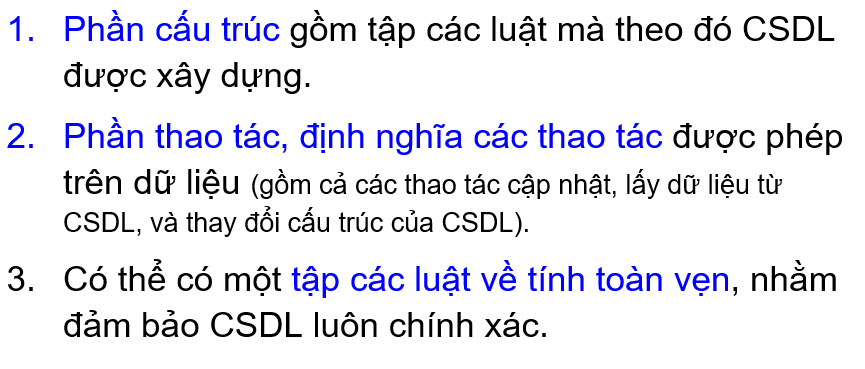 1. Phần cấu trúc gồm tập các luật mà theo đó CSDL
được xây dựng.
2. Phần thao tác, định nghĩa các thao tác được phép
trên dữ liệu (gồm cả các thao tác cập nhật, lấy dữ liệu từ
CSDL, và thay đổi cấu trúc của CSDL).
3. Có thể có một tập các luật về tính toàn vẹn, nhằm
đảm bảo CSDL luôn chính xác.